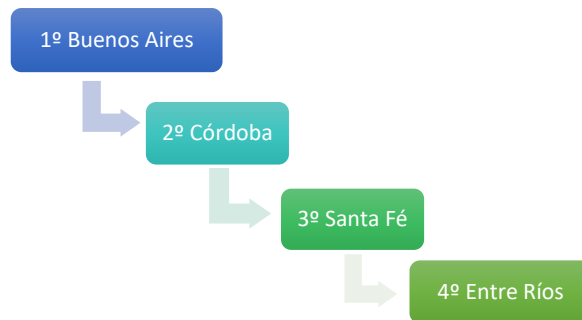 1º Buenos Aires
2º Córdoba
3º Santa Fé
4º Entre Ríos